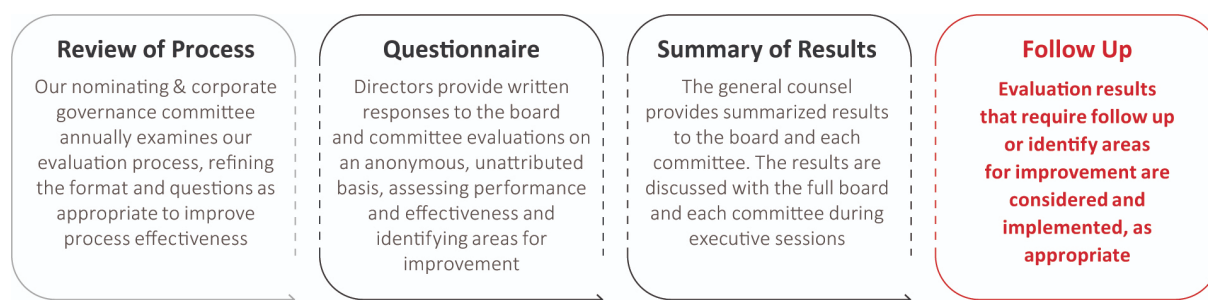 Review of Process
Our nominating & corporate
governance committee
annually examines our
evaluation process, refining
the format and questions as
appropriate to improve
process effectiveness
Questionnaire
Directors provide written
responses to the board
and committee evaluations on
an anonymous, unattributed
basis, assessing performance
and effectiveness and
identifying areas for
improvement
Summary of Results
The general counsel
provides summarized results
to the board and each
committee. The results are
discussed with the full board
and each committee during
executive sessions
Follow Up
Evaluation results
that require follow up
or identify areas
for improvement are
considered and
implemented, as
appropriate